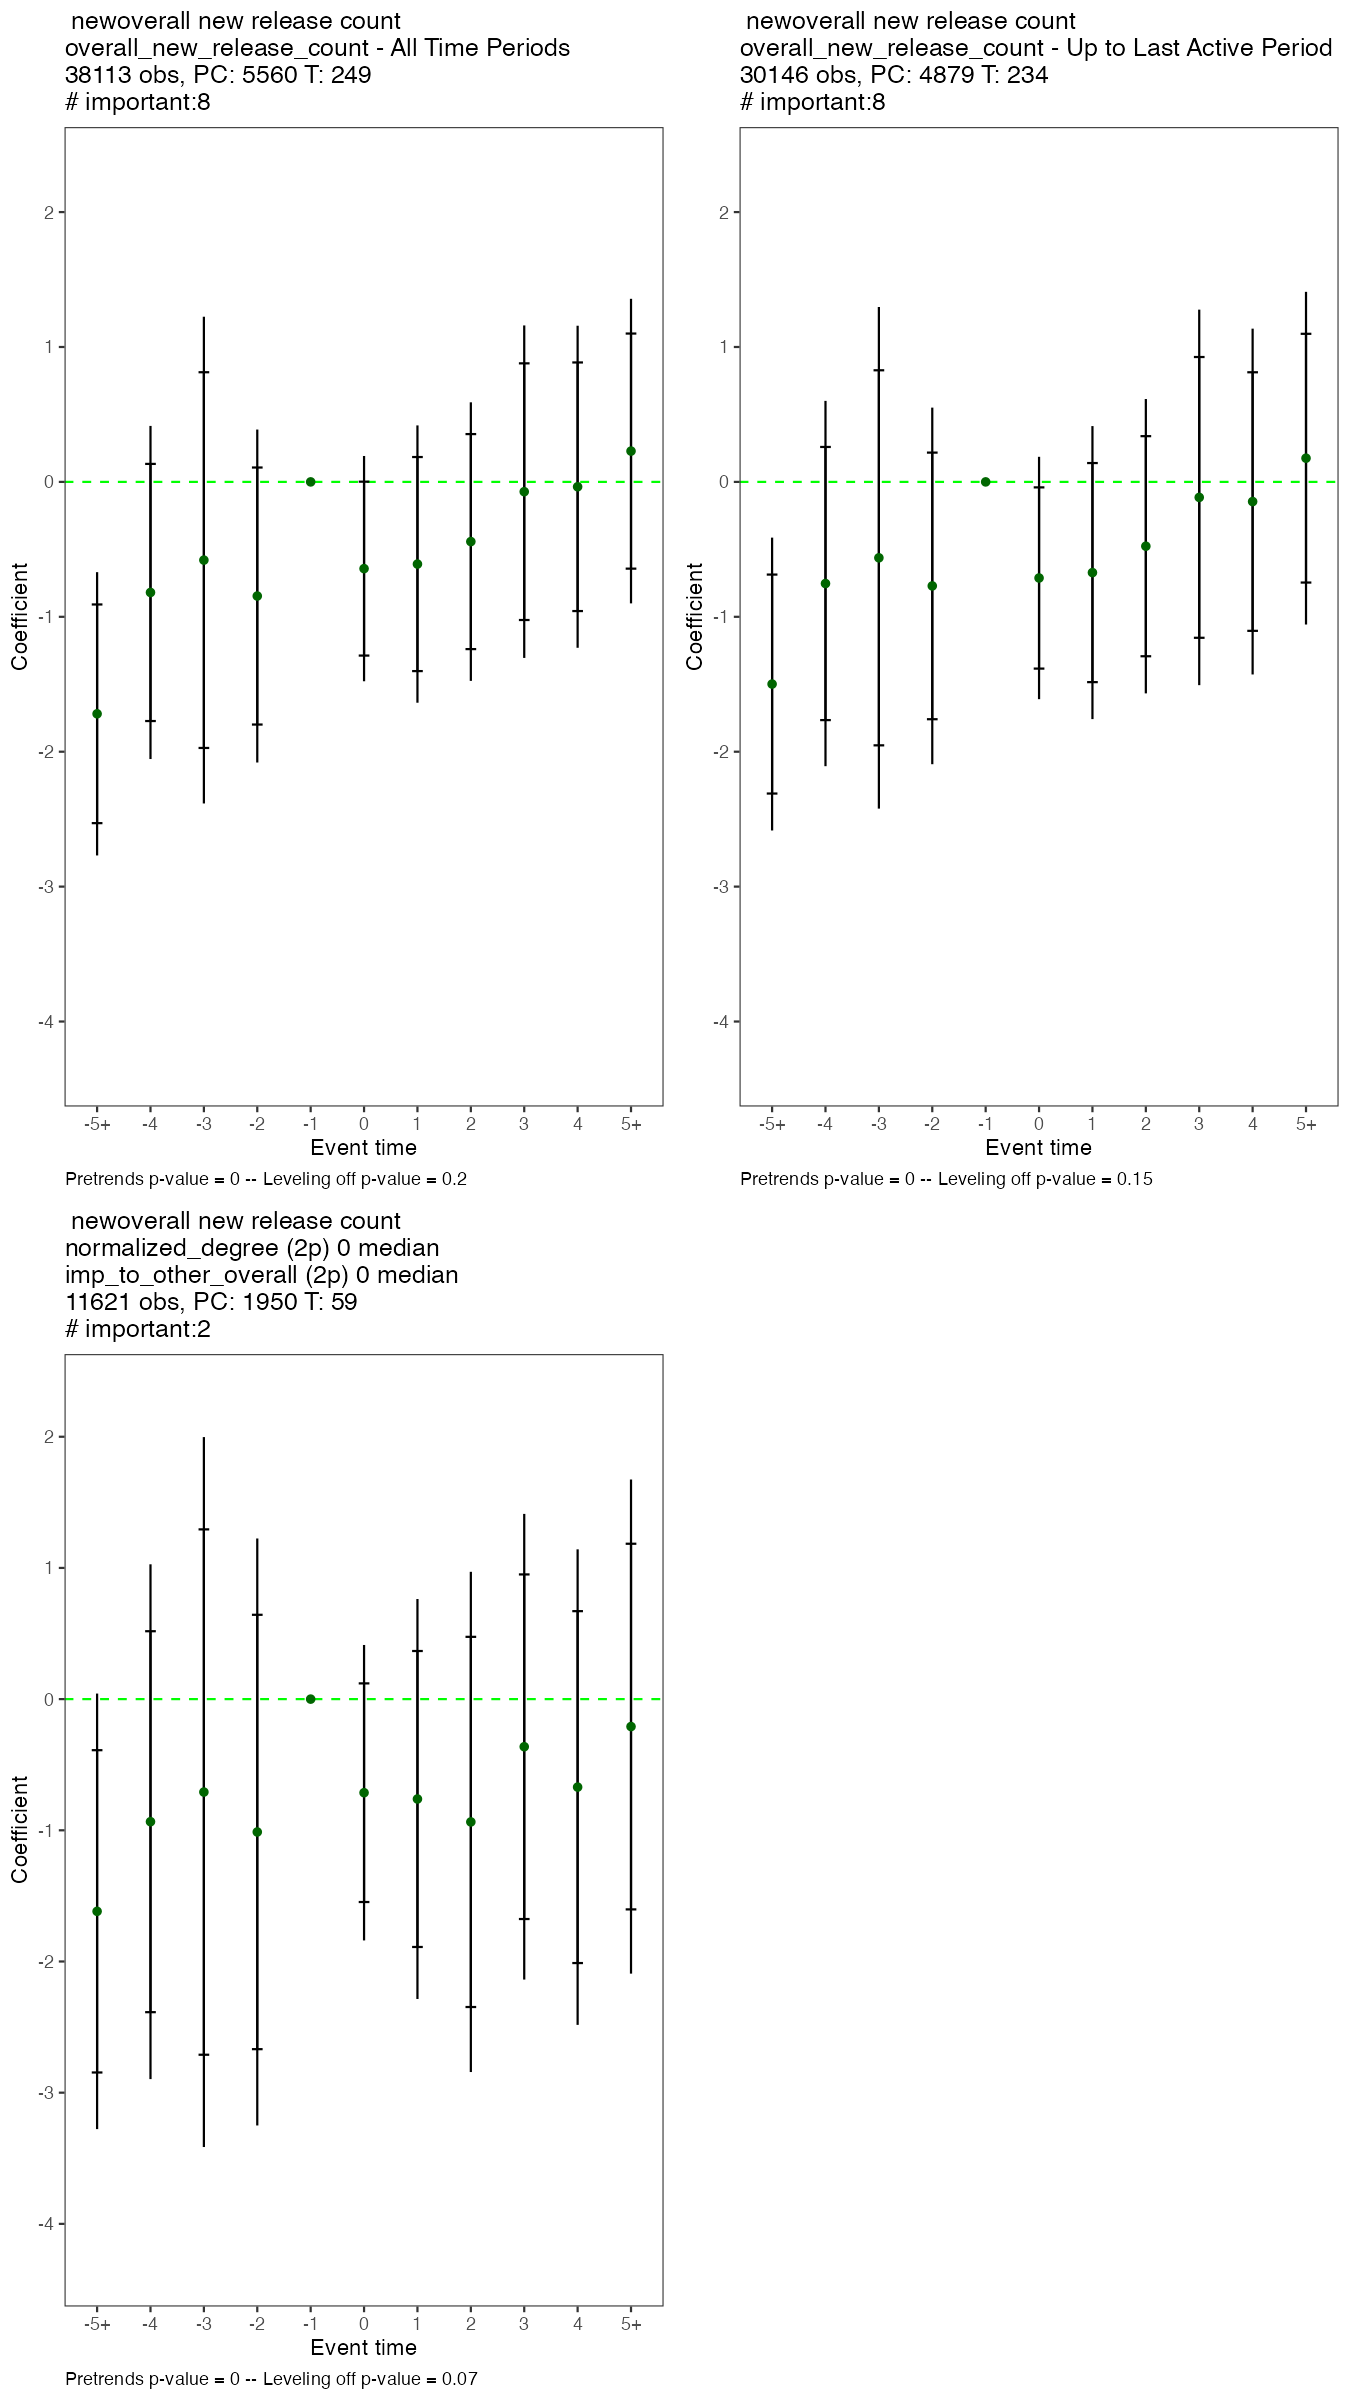 newoverall new release count
overall_new_release_count - All Time Periods
38113 obs, PC: 5560 T: 249
# important:8
2
1
0
-1
-2
-3
-4
Coefficient
-5+ -4 -3 -2 -1 0 1 2 3 4 5+
Event time
Pretrends p-value = 0 -- Leveling off p-value = 0.2
newoverall new release count
overall_new_release_count - Up to Last Active Period
30146 obs, PC: 4879 T: 234
# important:8
2
1
0
-1
-2
-3
-4
Coefficient
-5+ -4 -3 -2 -1 0 1 2 3 4 5+
Event time
Pretrends p-value = 0 -- Leveling off p-value = 0.15
newoverall new release count
normalized_degree (2p) 0 median
imp_to_other_overall (2p) 0 median
11621 obs, PC: 1950 T: 59
# important:2
2
1
0
-1
-2
-3
-4
Coefficient
-5+ -4 -3 -2 -1 0 1 2 3 4 5+
Event time
Pretrends p-value = 0 -- Leveling off p-value = 0.07